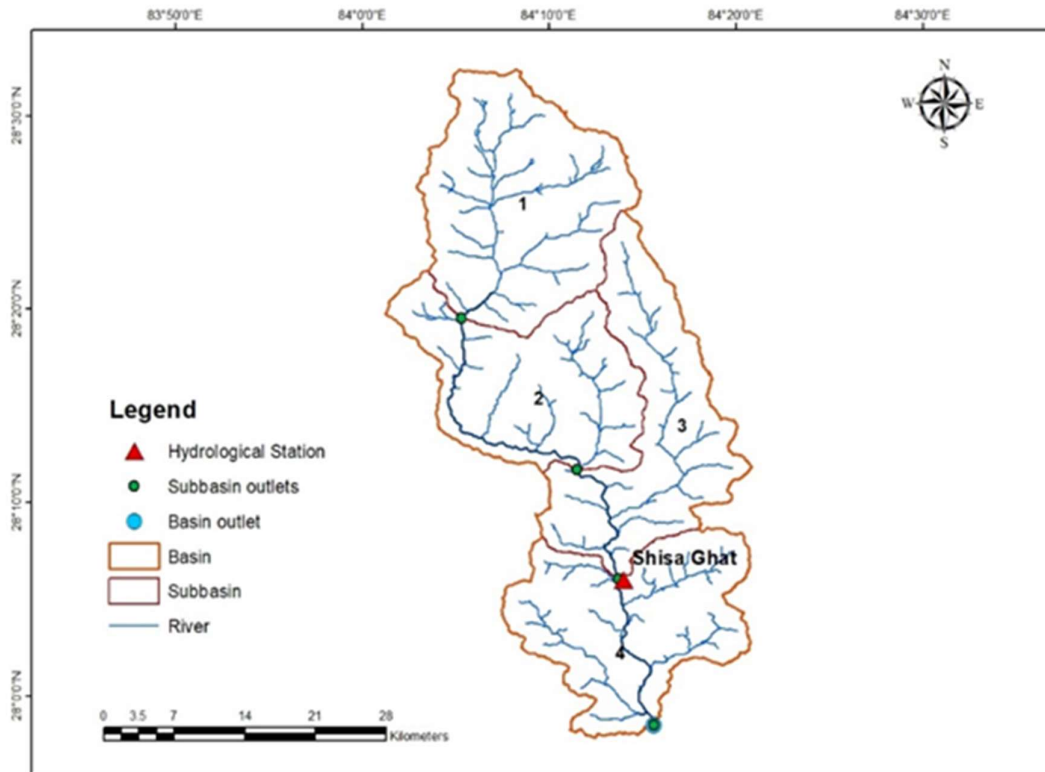 83°50'0"E 84°0'0"E 84°10'0"E 84°20'0"E 84°30'0"E
28°30'0"N
28°20'0"N
28°10'0"N
28°0'0"N
N
W E
S
1
2
3
Shisa Ghat
4
Legend
Hydrological Station
Subbasin outlets
Basin outlet
Basin
Subbasin
River
0 3.5 7 14 21 28
Kilometers